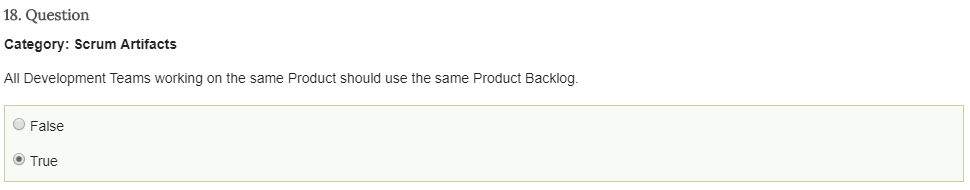 18. Question
Category: Scrum Artifacts
All Development Teams working on the same Product should use the same Product Backlog.
False
True